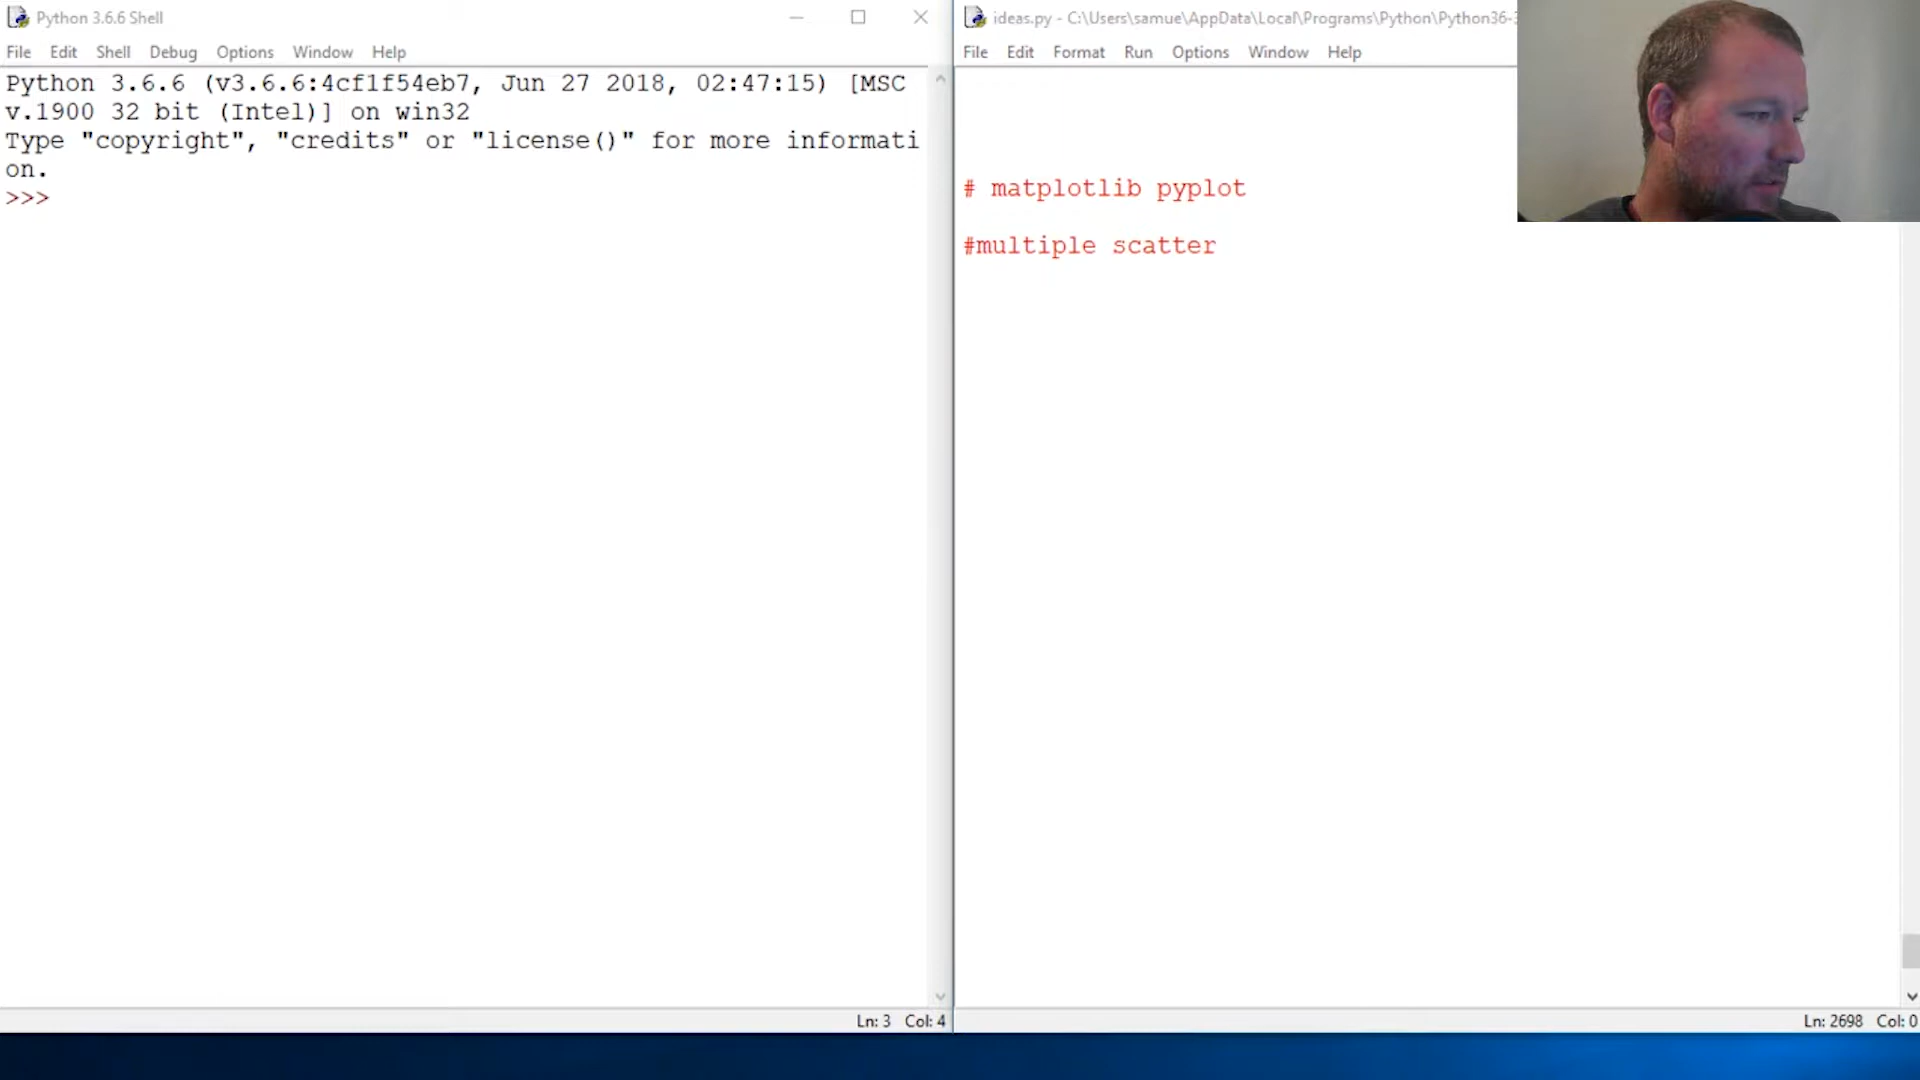 Python 3.6.6 Shell
File Edit Shell Debug Options Window Help
Python 3.6.6 (v3.6.6:4cf1f54eb7, Jun 27 2018, 02:47:15) [MSC
v.1900 32 bit (Intel)] on win32
Type "copyright", "credits" or "license()" for more informati
on.
>>>
Ln: 3 Col: 4
ideas.py - C:\Users\samue\AppData\Local\Programs\Python\Python36-
File Edit Format Run Options Window Help
# matplotlib pyplot
#multiple scatter
Ln: 2698 Col: 0